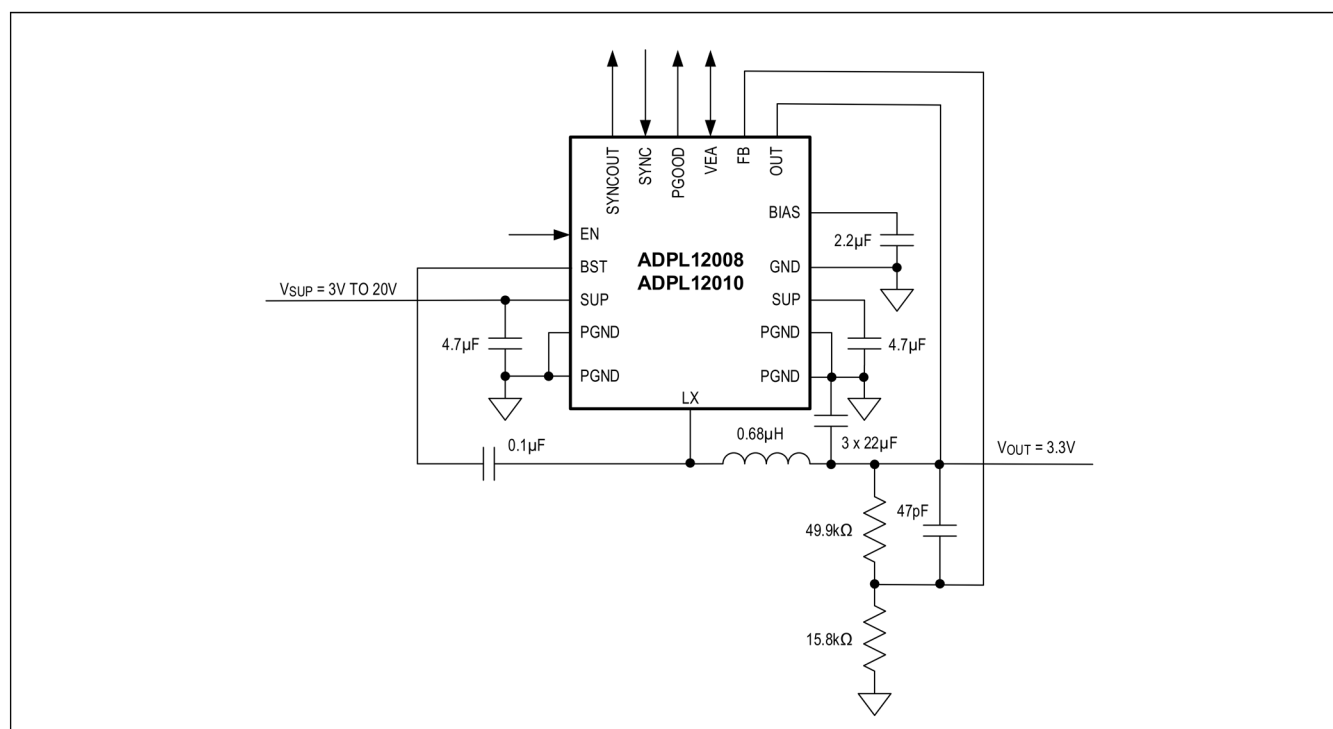 SYNCOUT
SYNC
PGOOD
VEA
FB
OUT
EN
BST
SUP
PGND
PGND
LX
ADPL12008
ADPL12010
BIAS
GND
SUP
PGND
PGND
2.2µF
VSUP = 3V TO 20V
4.7µF
4.7µF
0.1µF
0.68µH
3 x 22µF
VOUT = 3.3V
49.9kΩ
47pF
15.8kΩ